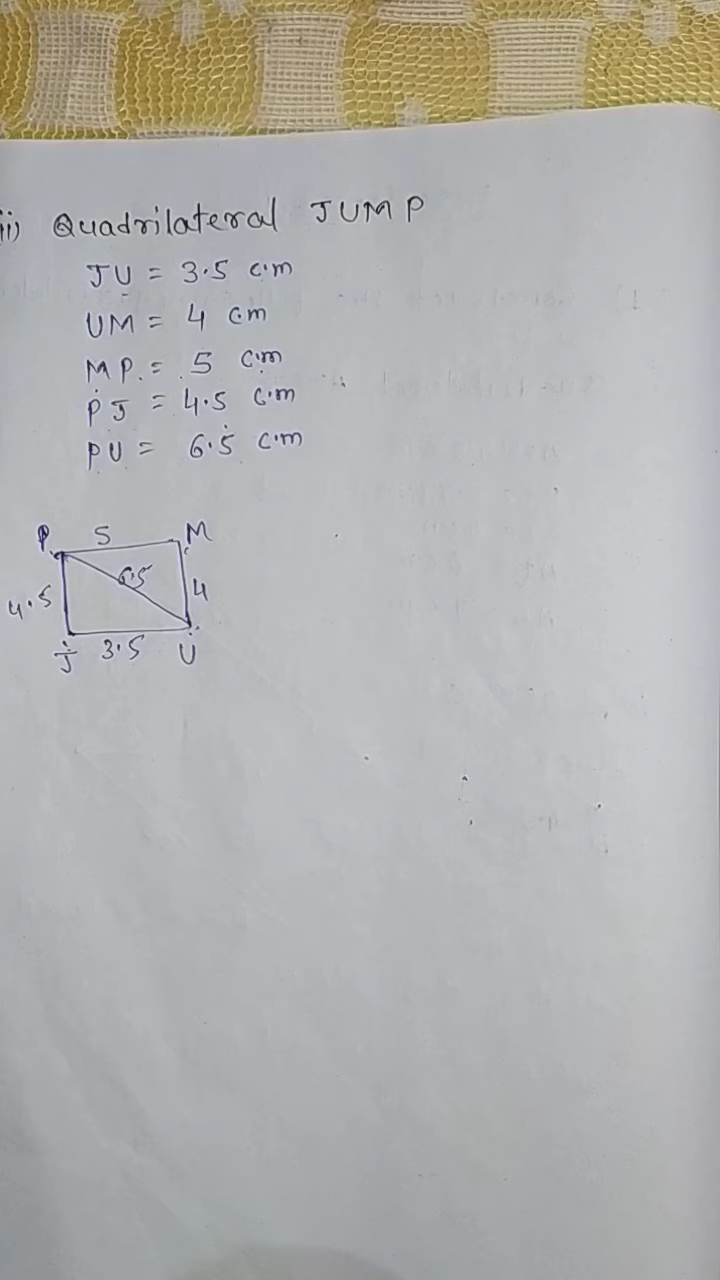 ii) Quadrilateral JUMP
JU = 3.5 cm
UM = 4 cm
MP = 5 cm
PJ = 4.5 cm
PU = 6.5 cm
P 5 M
6.5
4.5 4
J 3.5 U